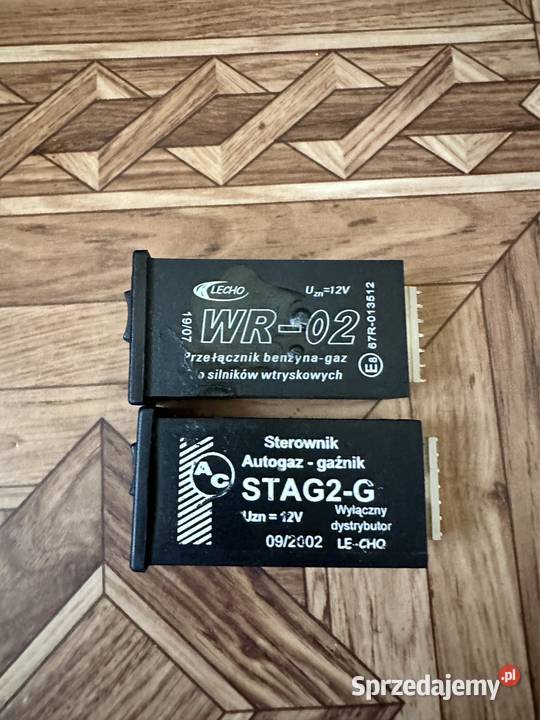 LECHO
Uzn=12V
19/07
WR-02
67R-013512
E8
Przełącznik benzyna-gaz
o silników wtryskowych
Sterownik
Autogaz - gaźnik
AC
STAG2-G
Uzn = 12V
Wyłączny
dystrybutor
09/2002
LE-CHO
Sprzedajemy.pl